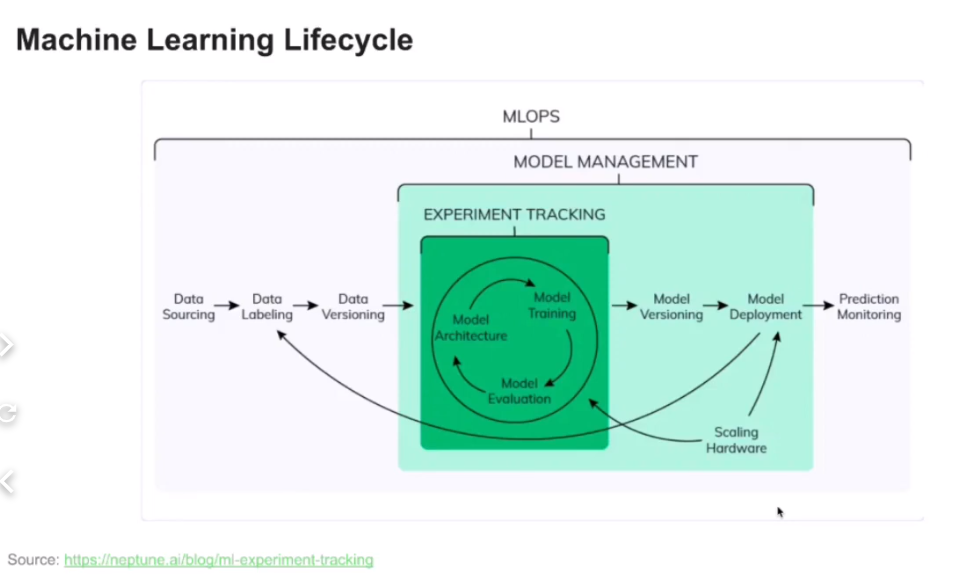 Machine Learning Lifecycle
MLOPS
MODEL MANAGEMENT
EXPERIMENT TRACKING
Data
Sourcing
Data
Labeling
Data
Versioning
Model
Architecture
Model
Training
Model
Evaluation
Model
Versioning
Model
Deployment
Prediction
Monitoring
Scaling
Hardware
Source: https://neptune.ai/blog/ml-experiment-tracking